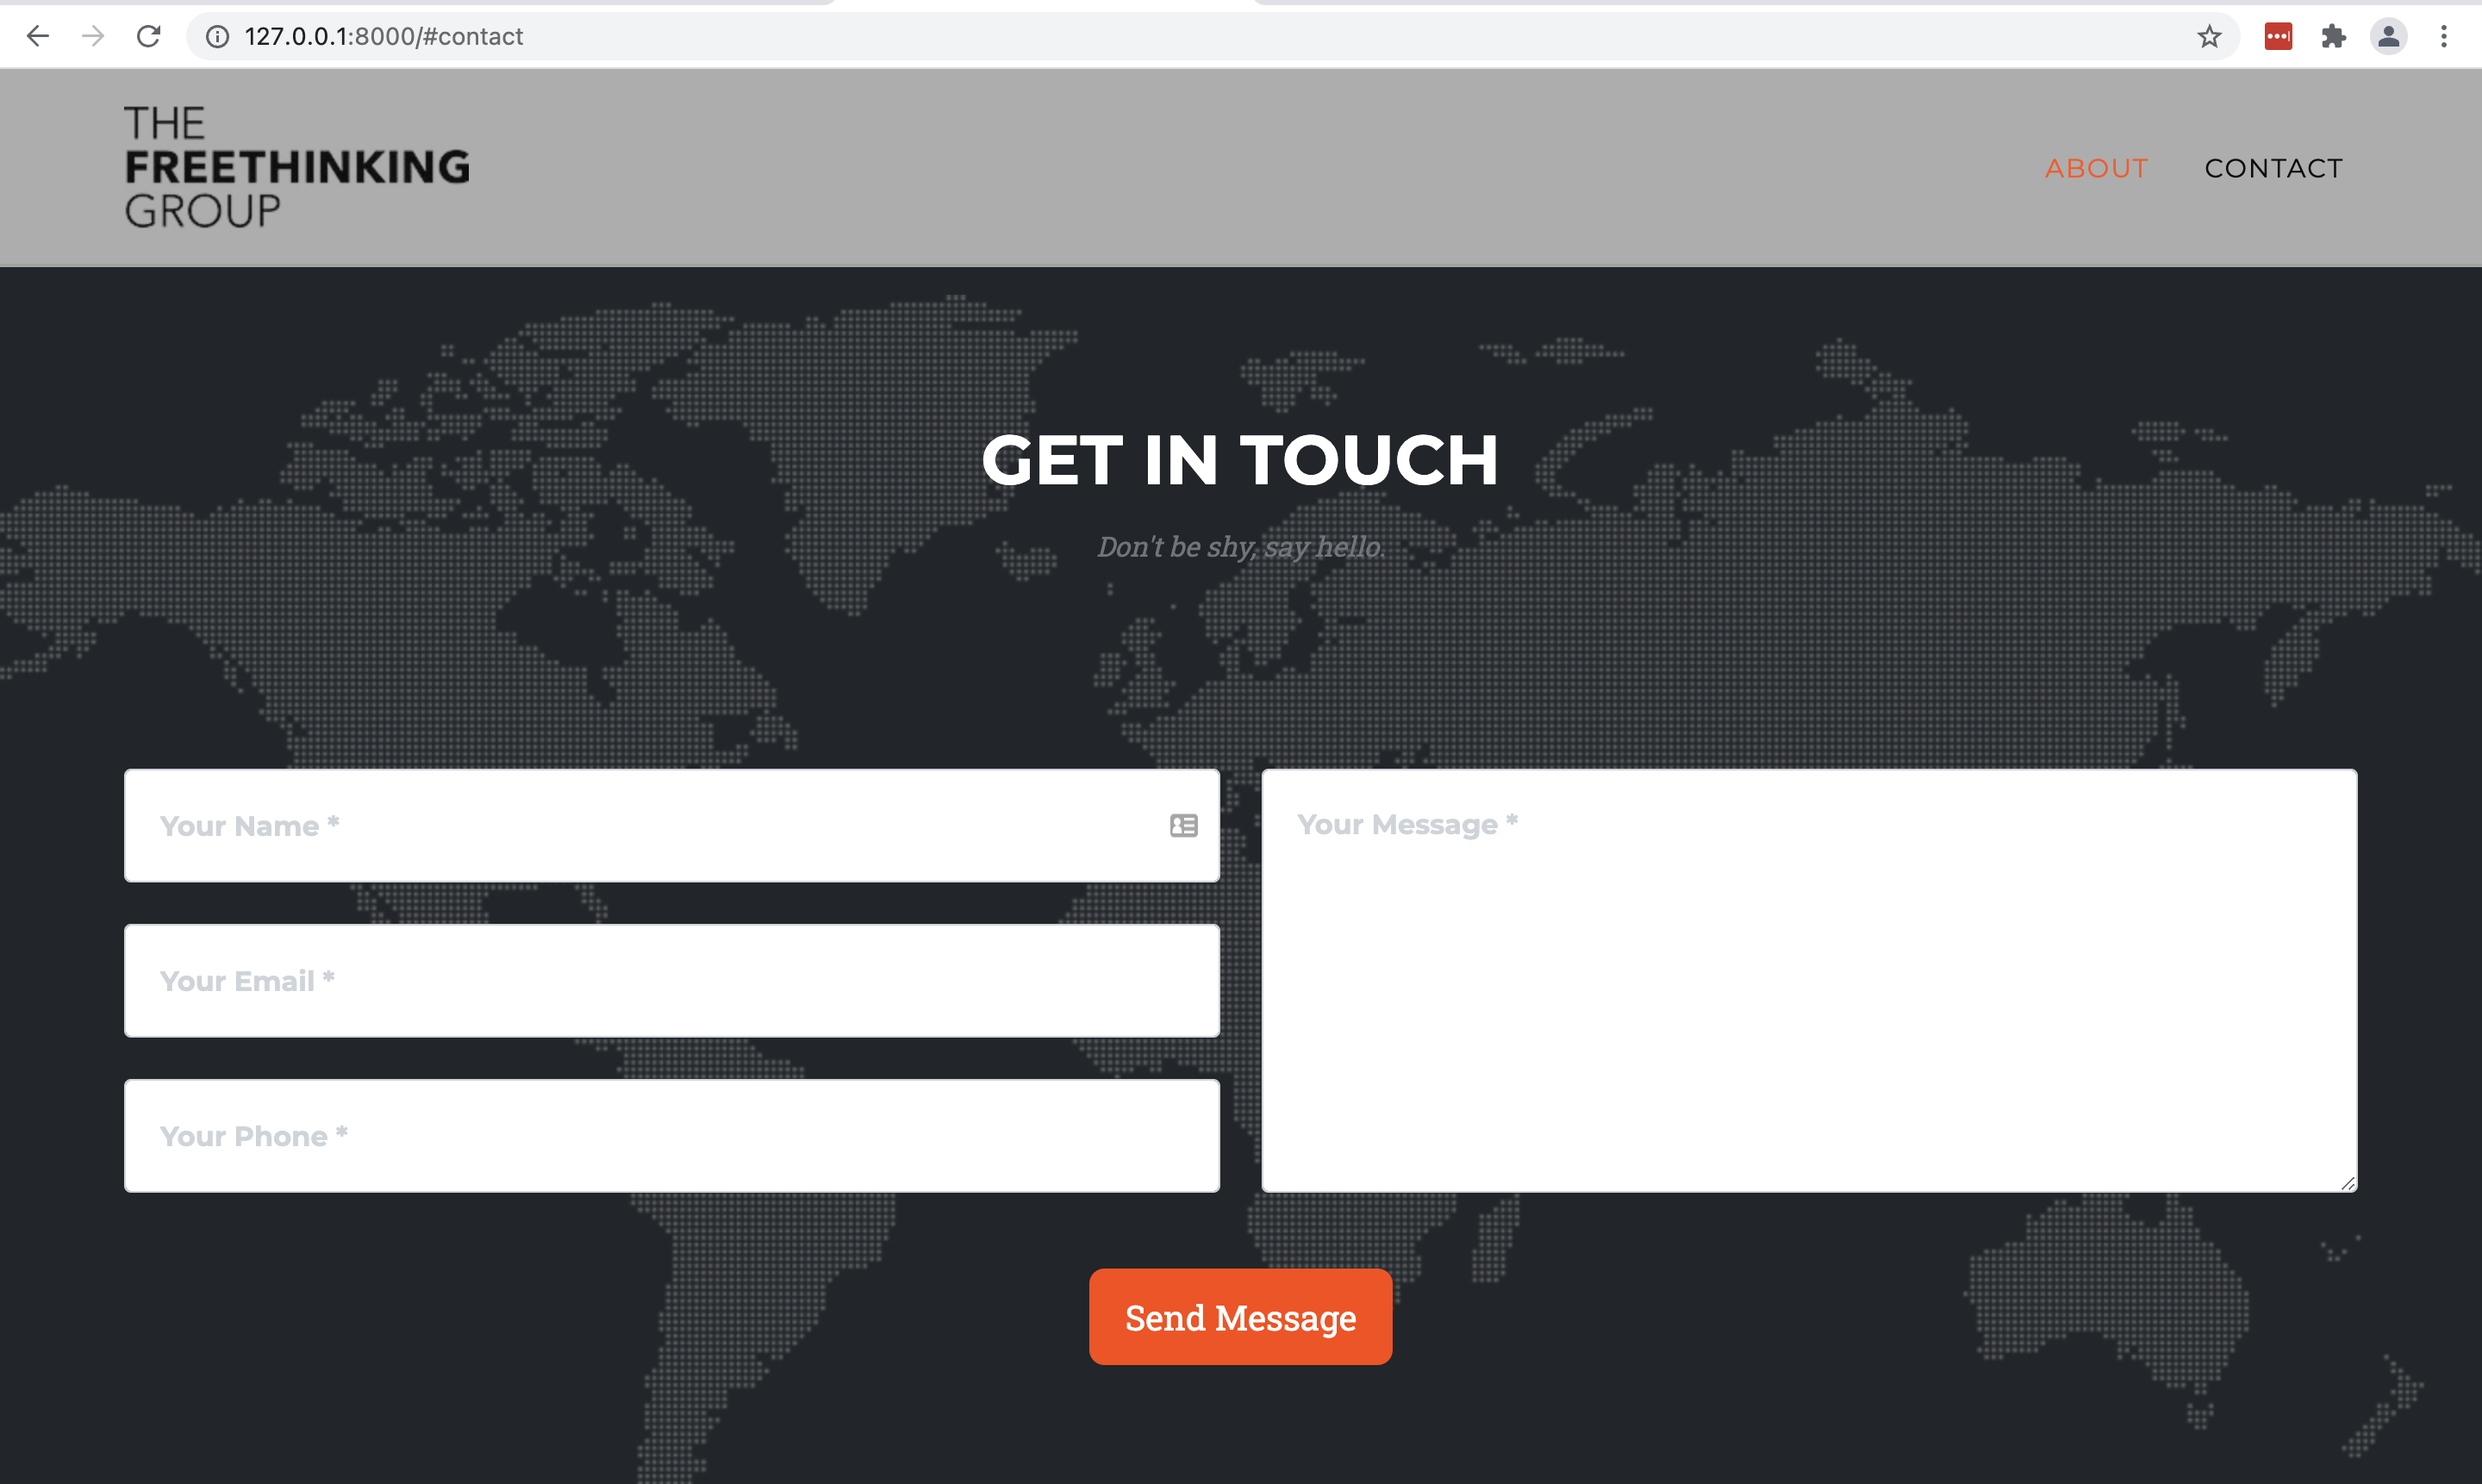 127.0.0.1:8000/#contact
THE
FREETHINKING
GROUP
ABOUT CONTACT
GET IN TOUCH
Don't be shy, say hello.
Your Name *
Your Message *
Your Email *
Your Phone *
Send Message